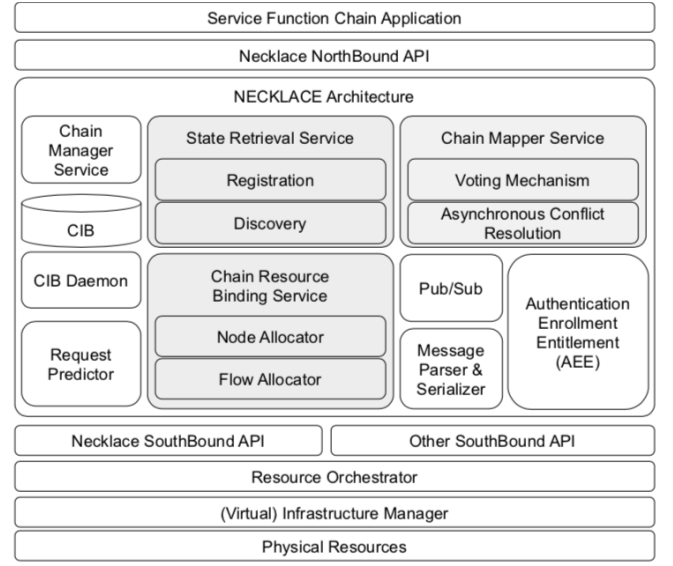 Service Function Chain Application
Necklace NorthBound API
NECKLACE Architecture
Chain
Manager
Service
CIB
CIB Daemon
Request
Predictor
State Retrieval Service
Registration
Discovery
Chain Resource
Binding Service
Node Allocator
Flow Allocator
Chain Mapper Service
Voting Mechanism
Asynchronous Conflict
Resolution
Pub/Sub
Message
Parser &
Serializer
Authentication
Enrollment
Entitlement
(AEE)
Necklace SouthBound API
Other SouthBound API
Resource Orchestrator
(Virtual) Infrastructure Manager
Physical Resources